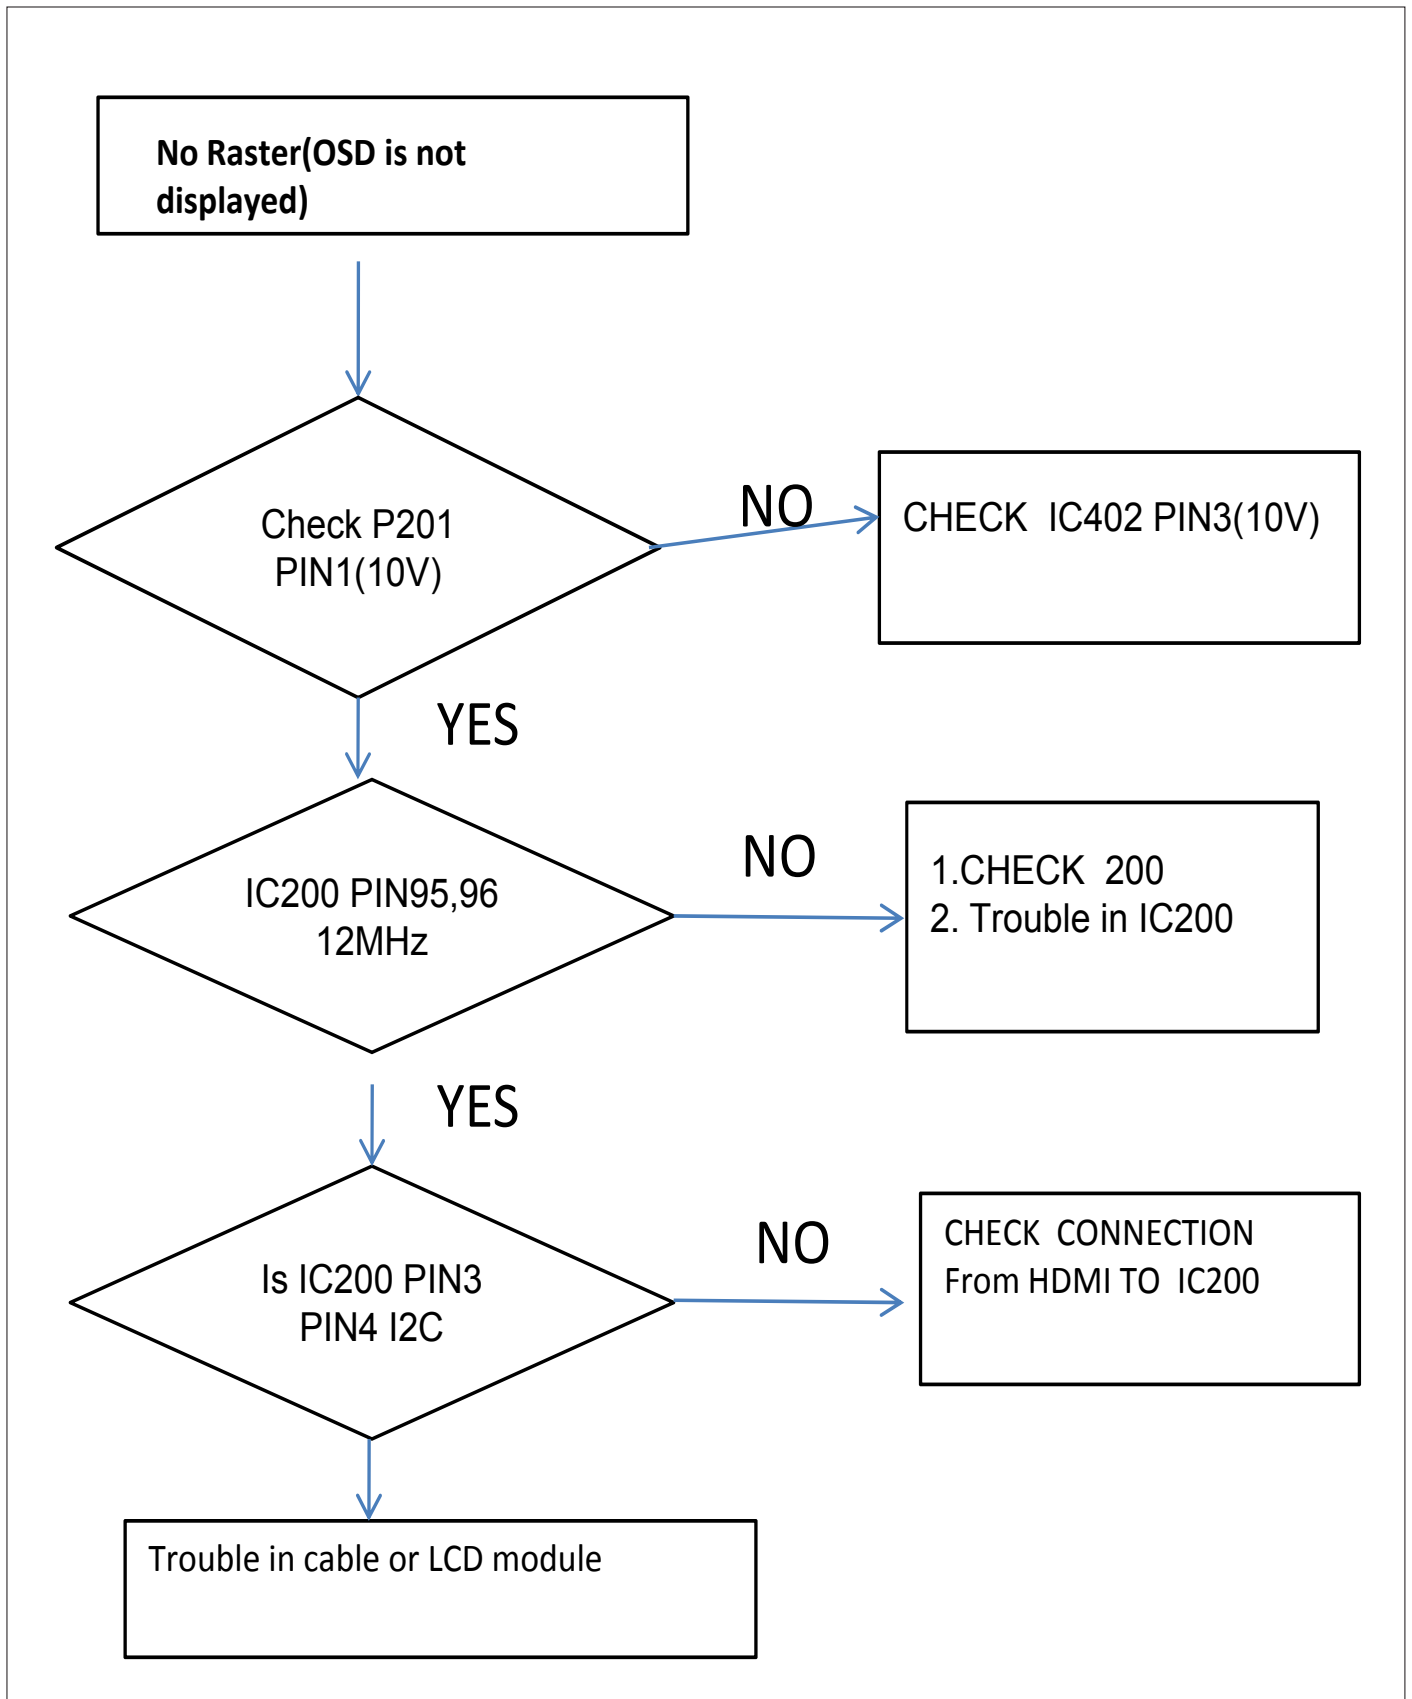 No Raster(OSD is not
displayed)
Check P201
PIN1(10V)
NO
CHECK  IC402 PIN3(10V)
YES
IC200 PIN95,96
12MHz
NO
1.CHECK  200
2. Trouble in IC200
YES
Is IC200 PIN3
PIN4 I2C
NO
CHECK  CONNECTION
From HDMI TO  IC200
Trouble in cable or LCD module